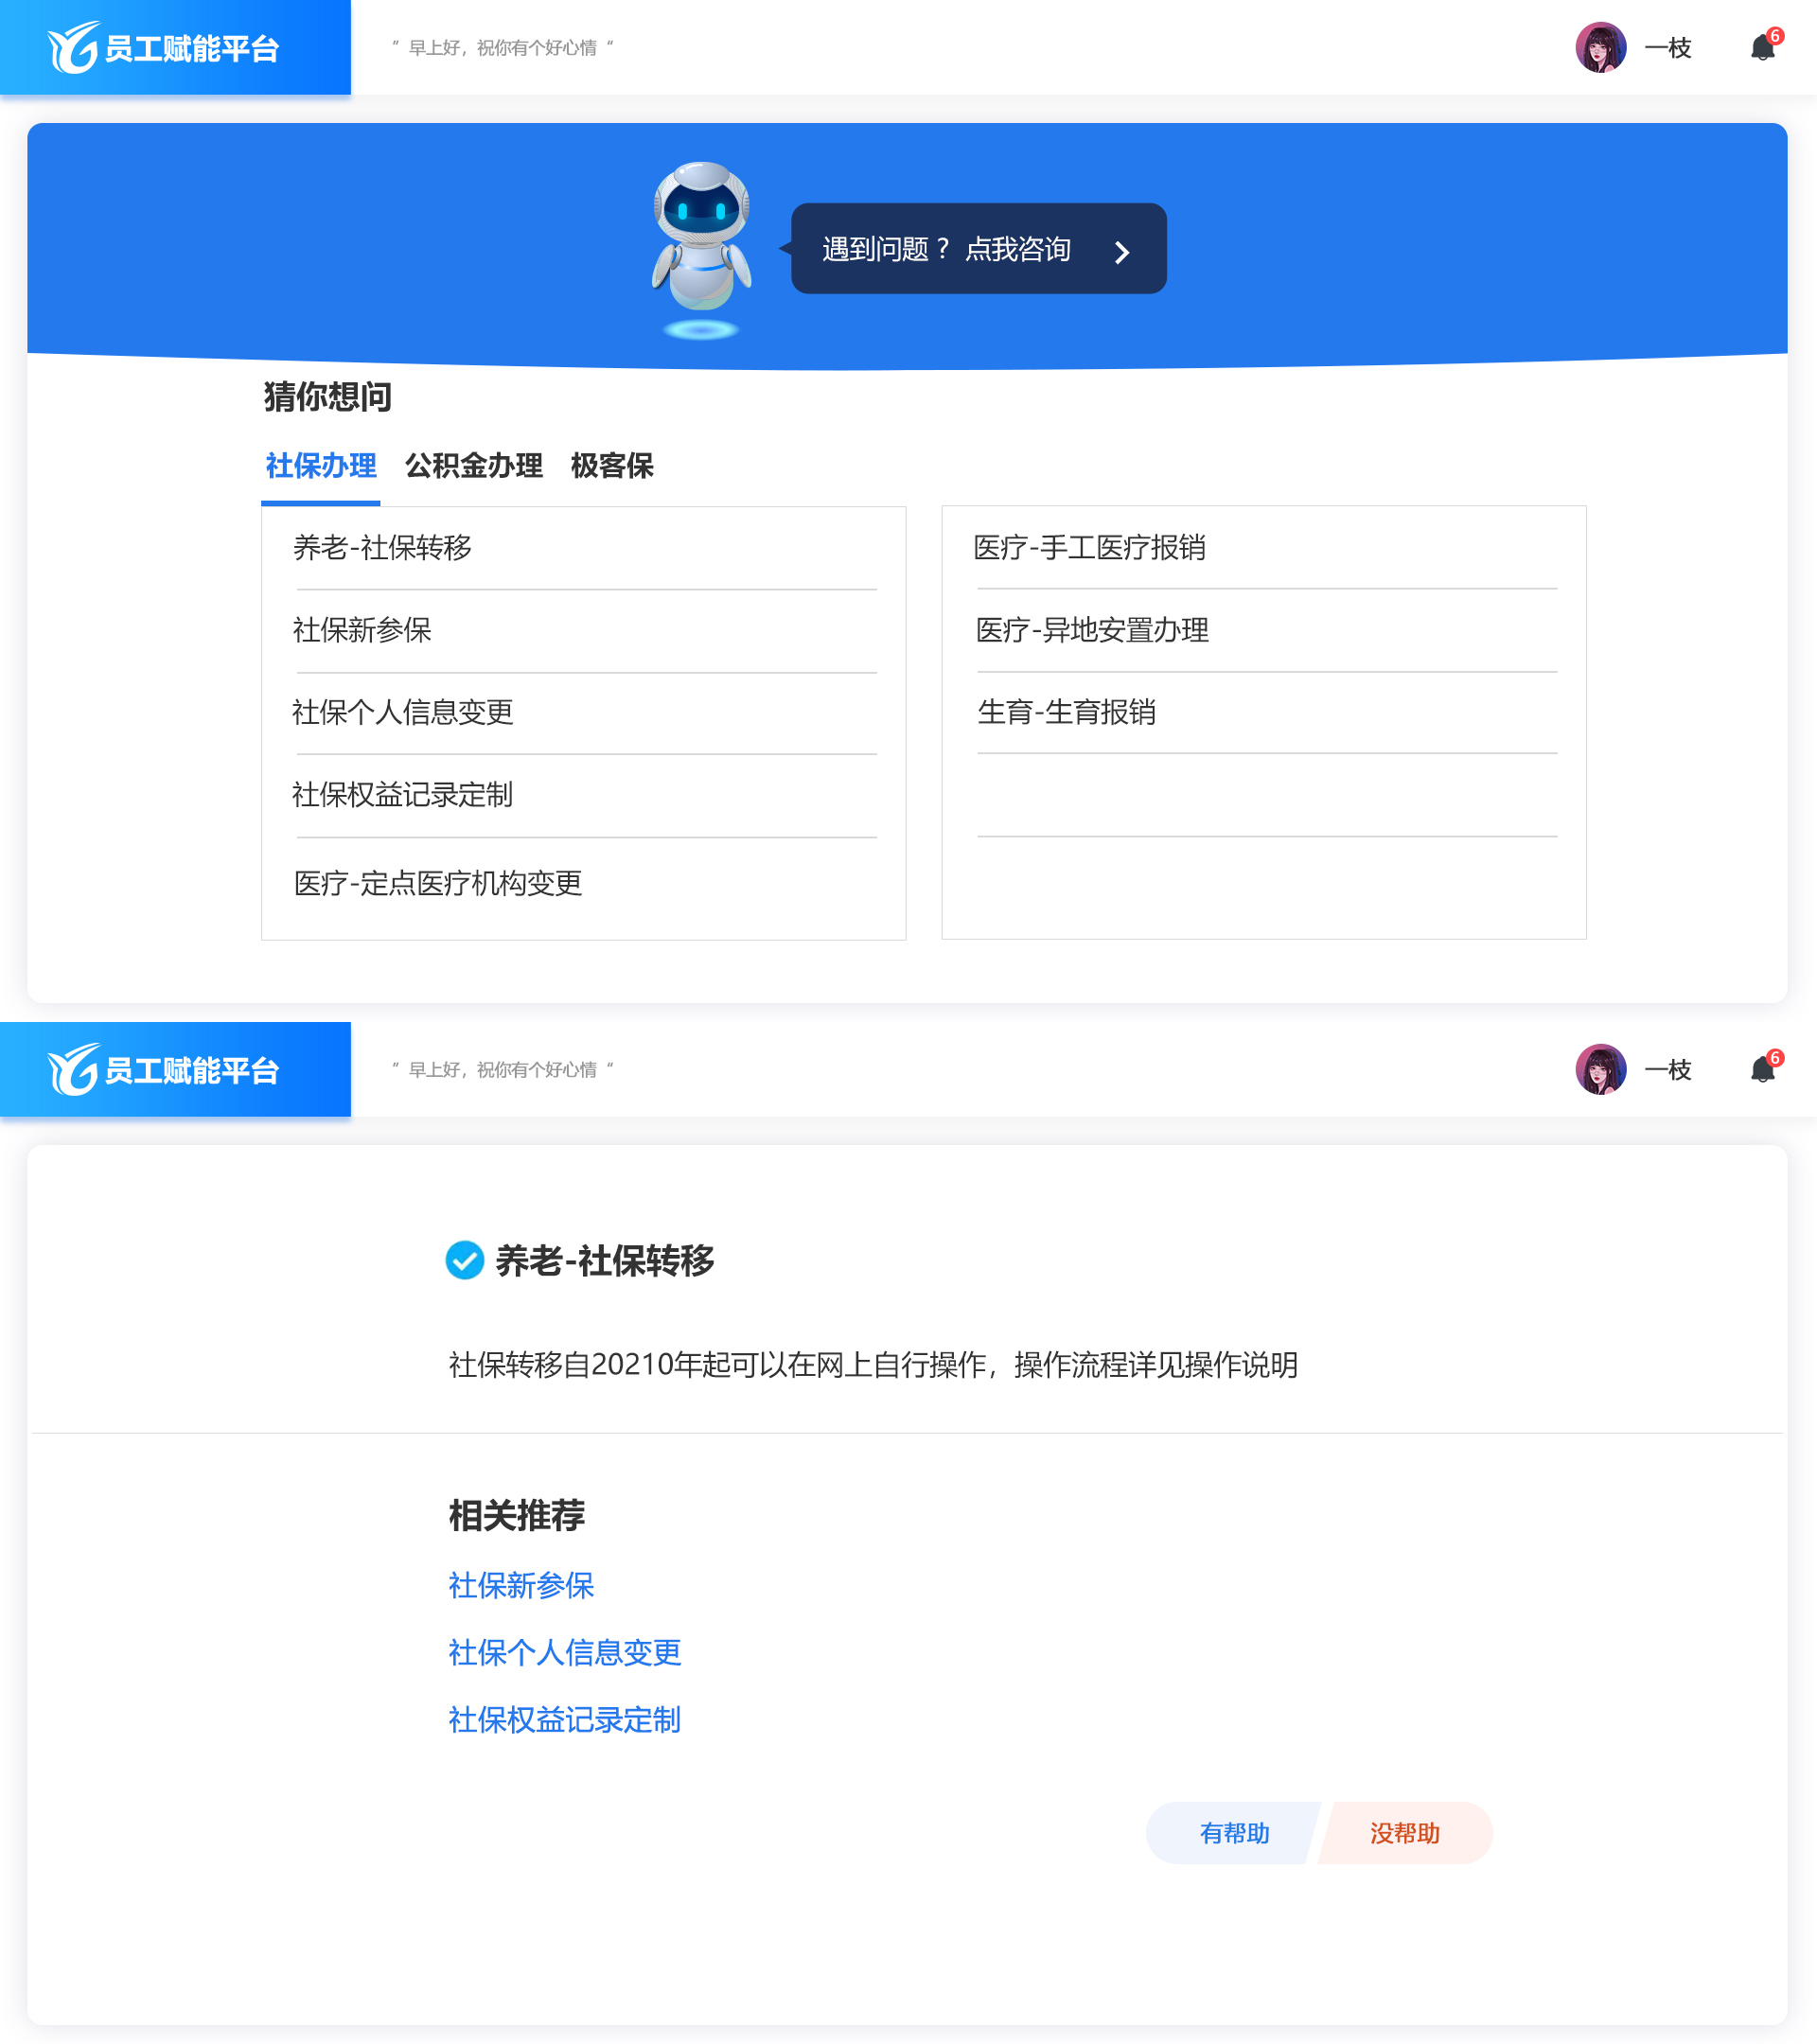 员工赋能平台
” 早上好，祝你有个好心情 “
一枝
6
遇到问题？ 点我咨询
猜你想问
社保办理 公积金办理 极客保
养老-社保转移
社保新参保
社保个人信息变更
社保权益记录定制
医疗-定点医疗机构变更
医疗-手工医疗报销
医疗-异地安置办理
生育-生育报销
员工赋能平台
” 早上好，祝你有个好心情 “
一枝
6
养老-社保转移
社保转移自20210年起可以在网上自行操作，操作流程详见操作说明
相关推荐
社保新参保
社保个人信息变更
社保权益记录定制
有帮助 没帮助